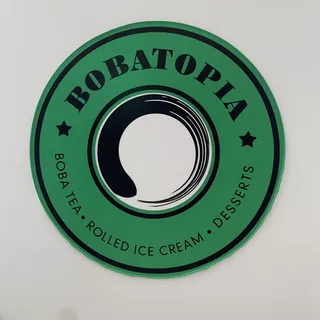 BOBATOPIA
BOBA TEA • ROLLED ICE CREAM • DESSERTS